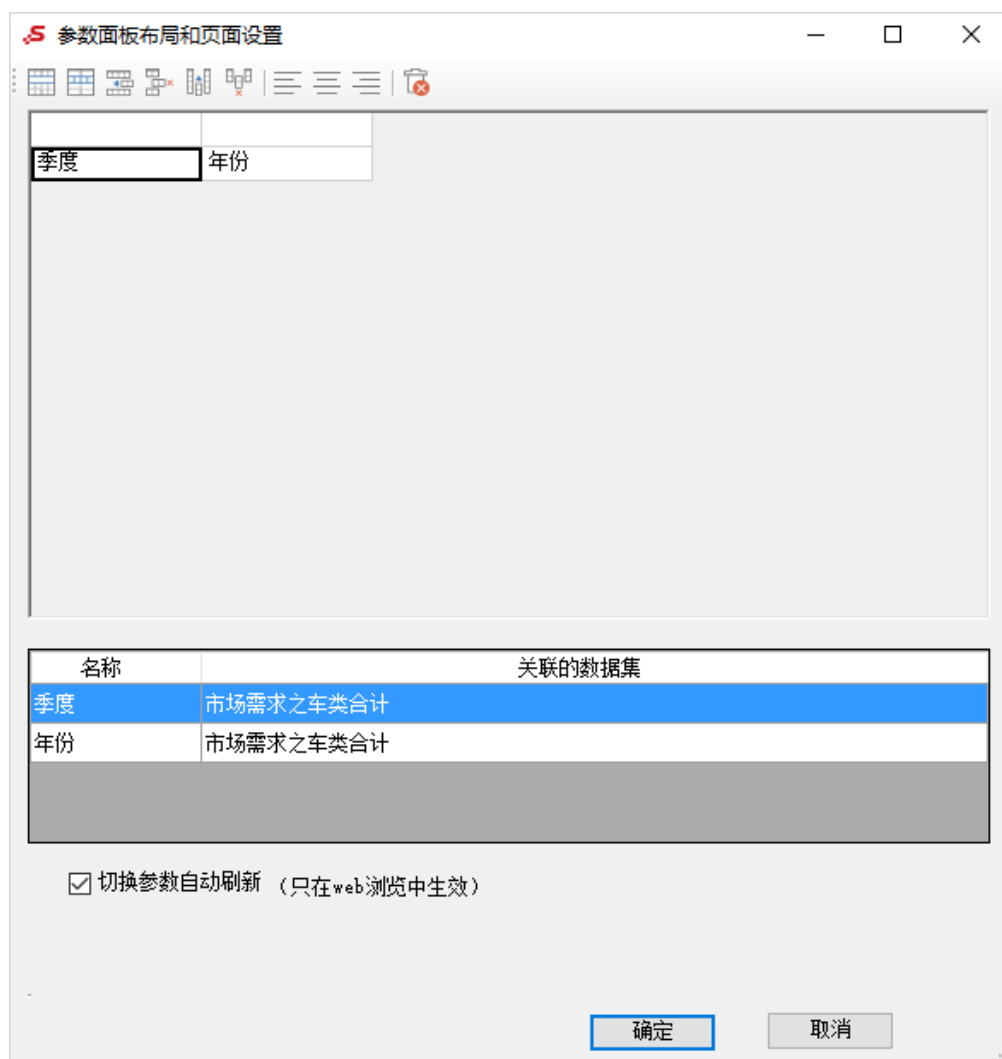 参数面板布局和页面设置
季度 年份
名称 关联的数据集
季度 市场需求之车类合计
年份 市场需求之车类合计
切换参数自动刷新 (只在web浏览中生效)
确定 取消